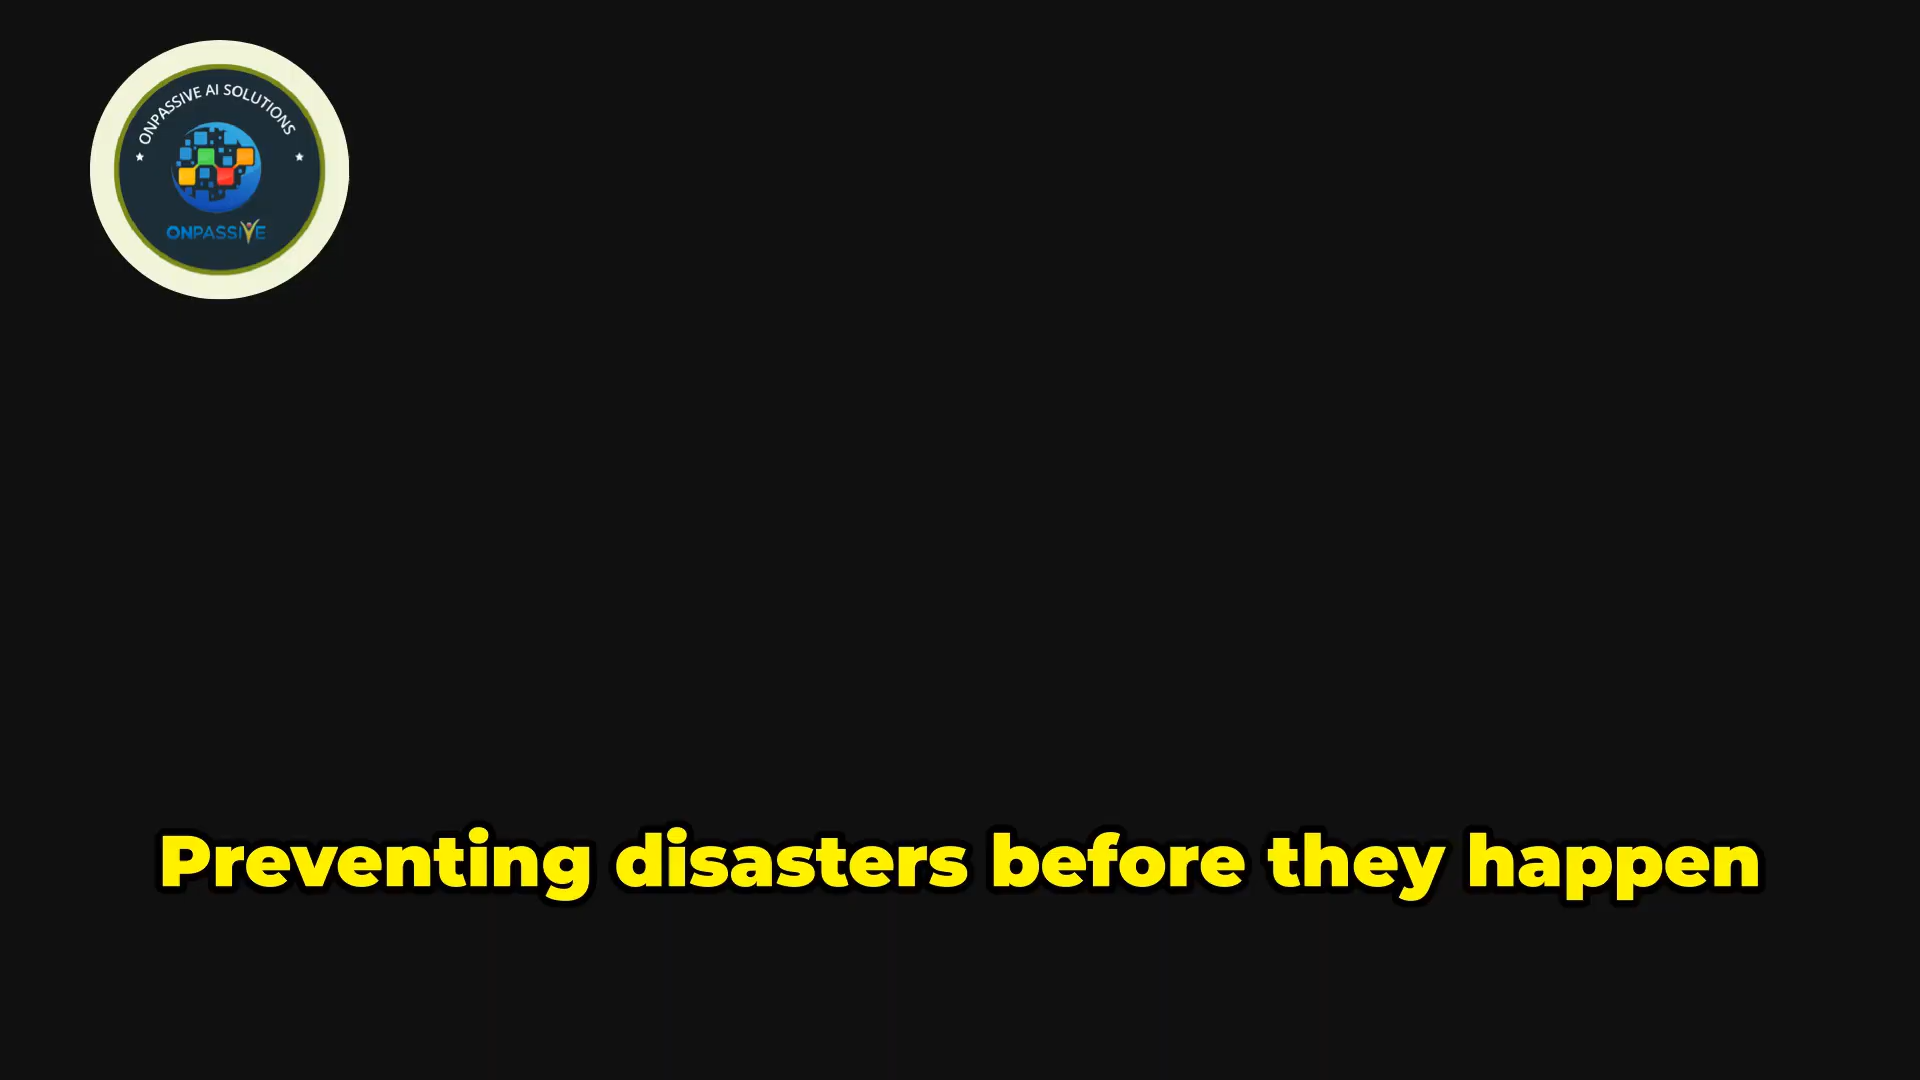 ONPASSIVE AI SOLUTIONS
ONPASSIVE
Preventing disasters before they happen